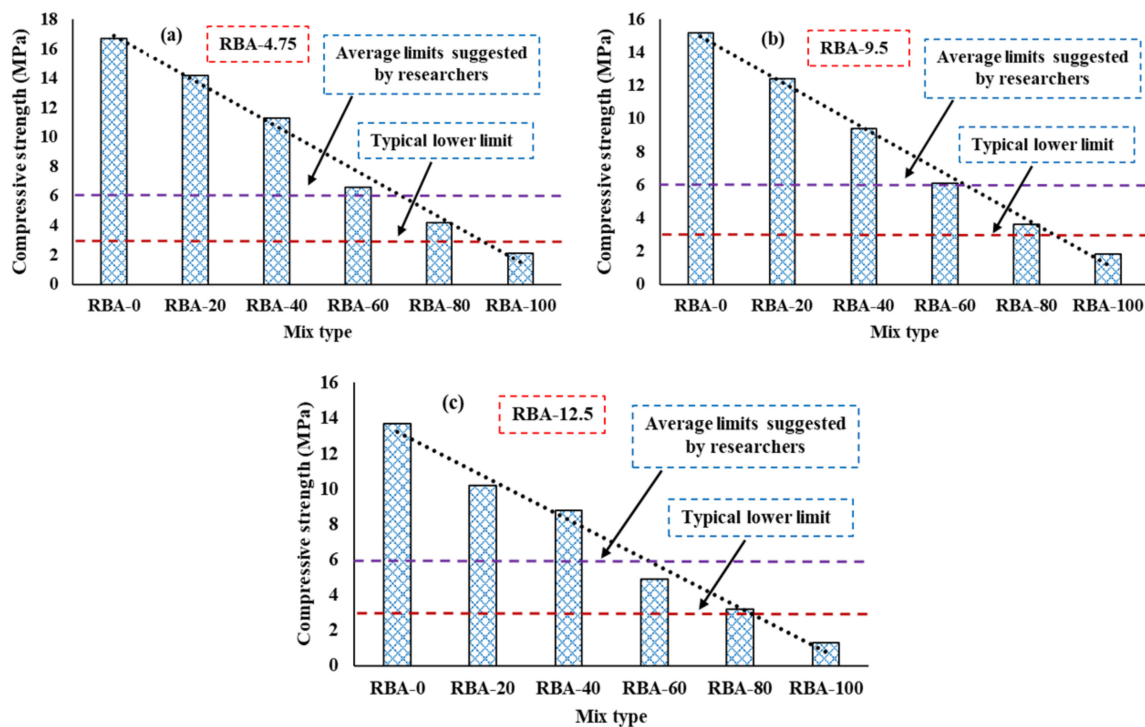 (a)
RBA-4.75
Average limits suggested
by researchers
Typical lower limit
Compressive strength (MPa)
18
16
14
12
10
8
6
4
2
0
RBA-0 RBA-20 RBA-40 RBA-60 RBA-80 RBA-100
Mix type
(b)
RBA-9.5
Average limits suggested
by researchers
Typical lower limit
Compressive strength (MPa)
16
14
12
10
8
6
4
2
0
RBA-0 RBA-20 RBA-40 RBA-60 RBA-80 RBA-100
Mix type
(c)
RBA-12.5
Average limits suggested
by researchers
Typical lower limit
Compressive strength (MPa)
16
14
12
10
8
6
4
2
0
RBA-0 RBA-20 RBA-40 RBA-60 RBA-80 RBA-100
Mix type